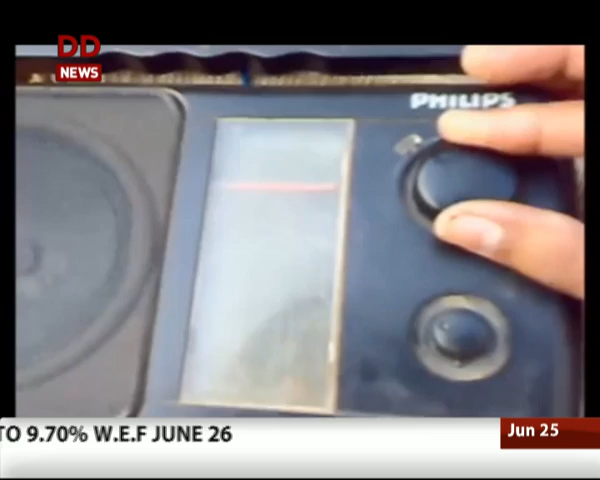 DD
NEWS
PHILIPS
TO 9.70% W.E.F JUNE 26
Jun 25